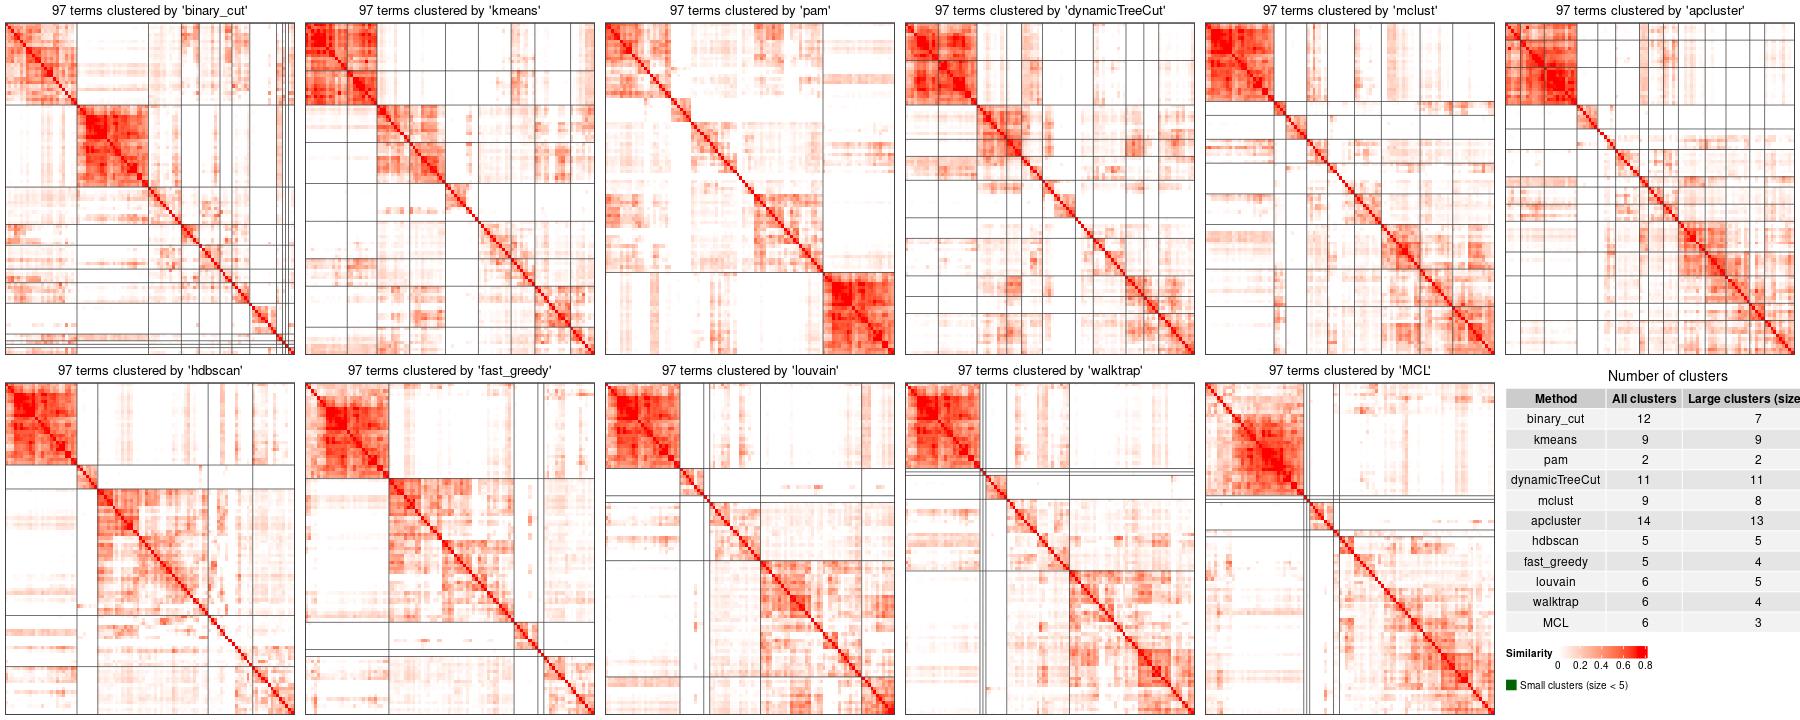 97 terms clustered by 'binary_cut'
97 terms clustered by 'kmeans'
97 terms clustered by 'pam'
97 terms clustered by 'dynamicTreeCut'
97 terms clustered by 'mclust'
97 terms clustered by 'apcluster'
97 terms clustered by 'hdbscan'
97 terms clustered by 'fast_greedy'
97 terms clustered by 'louvain'
97 terms clustered by 'walktrap'
97 terms clustered by 'MCL'
Number of clusters
Method All clusters Large clusters (size
binary_cut 12 7
kmeans 9 9
pam 2 2
dynamicTreeCut 11 11
mclust 9 8
apcluster 14 13
hdbscan 5 5
fast_greedy 5 4
louvain 6 5
walktrap 6 4
MCL 6 3
Similarity
0 0.2 0.4 0.6 0.8
Small clusters (size < 5)